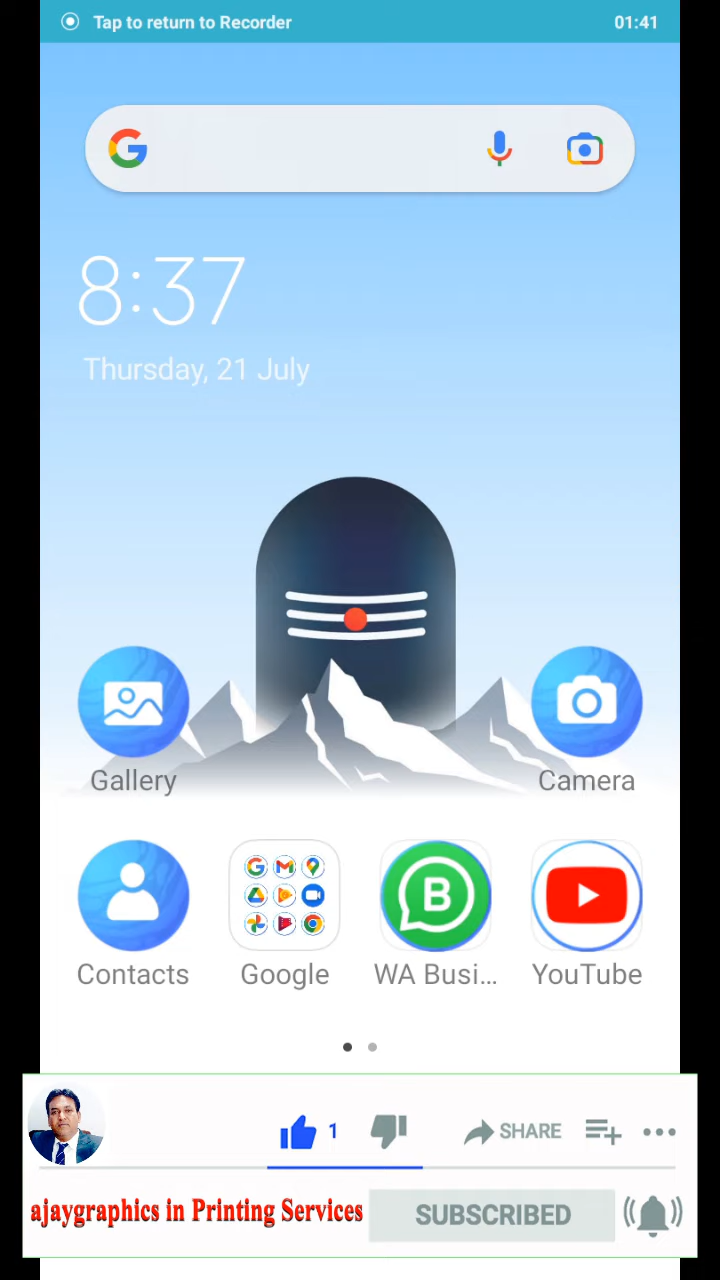 Tap to return to Recorder 01:41
8:37
Thursday, 21 July
Gallery Camera
B
Contacts Google WA Busi... YouTube
1 SHARE
ajaygraphics in Printing Services SUBSCRIBED